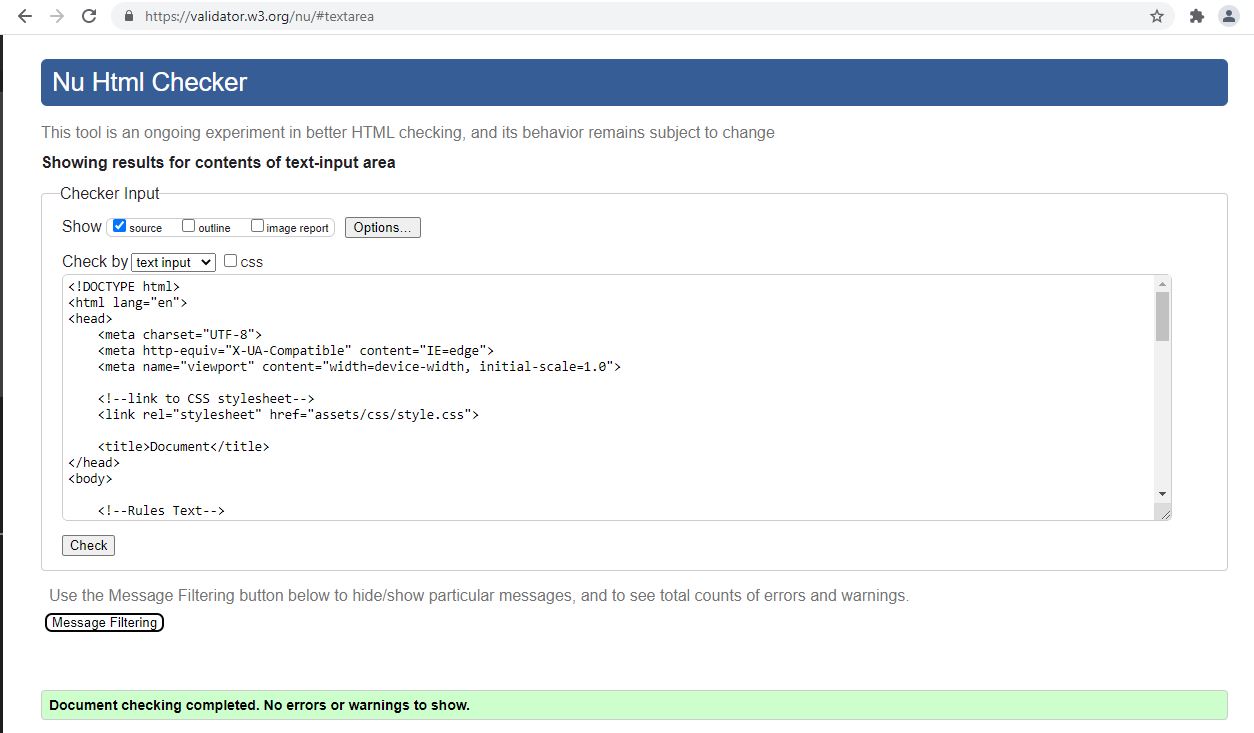 https://validator.w3.org/nu/#textarea
Nu Html Checker
This tool is an ongoing experiment in better HTML checking, and its behavior remains subject to change
Showing results for contents of text-input area
Checker Input
Show source outline image report Options...
Check by text input css
<!DOCTYPE html>
<html lang="en">
<head>
    <meta charset="UTF-8">
    <meta http-equiv="X-UA-Compatible" content="IE=edge">
    <meta name="viewport" content="width=device-width, initial-scale=1.0">
    <!--link to CSS stylesheet-->
    <link rel="stylesheet" href="assets/css/style.css">
    <title>Document</title>
</head>
<body>
    <!--Rules Text-->
Check
Use the Message Filtering button below to hide/show particular messages, and to see total counts of errors and warnings.
Message Filtering
Document checking completed. No errors or warnings to show.